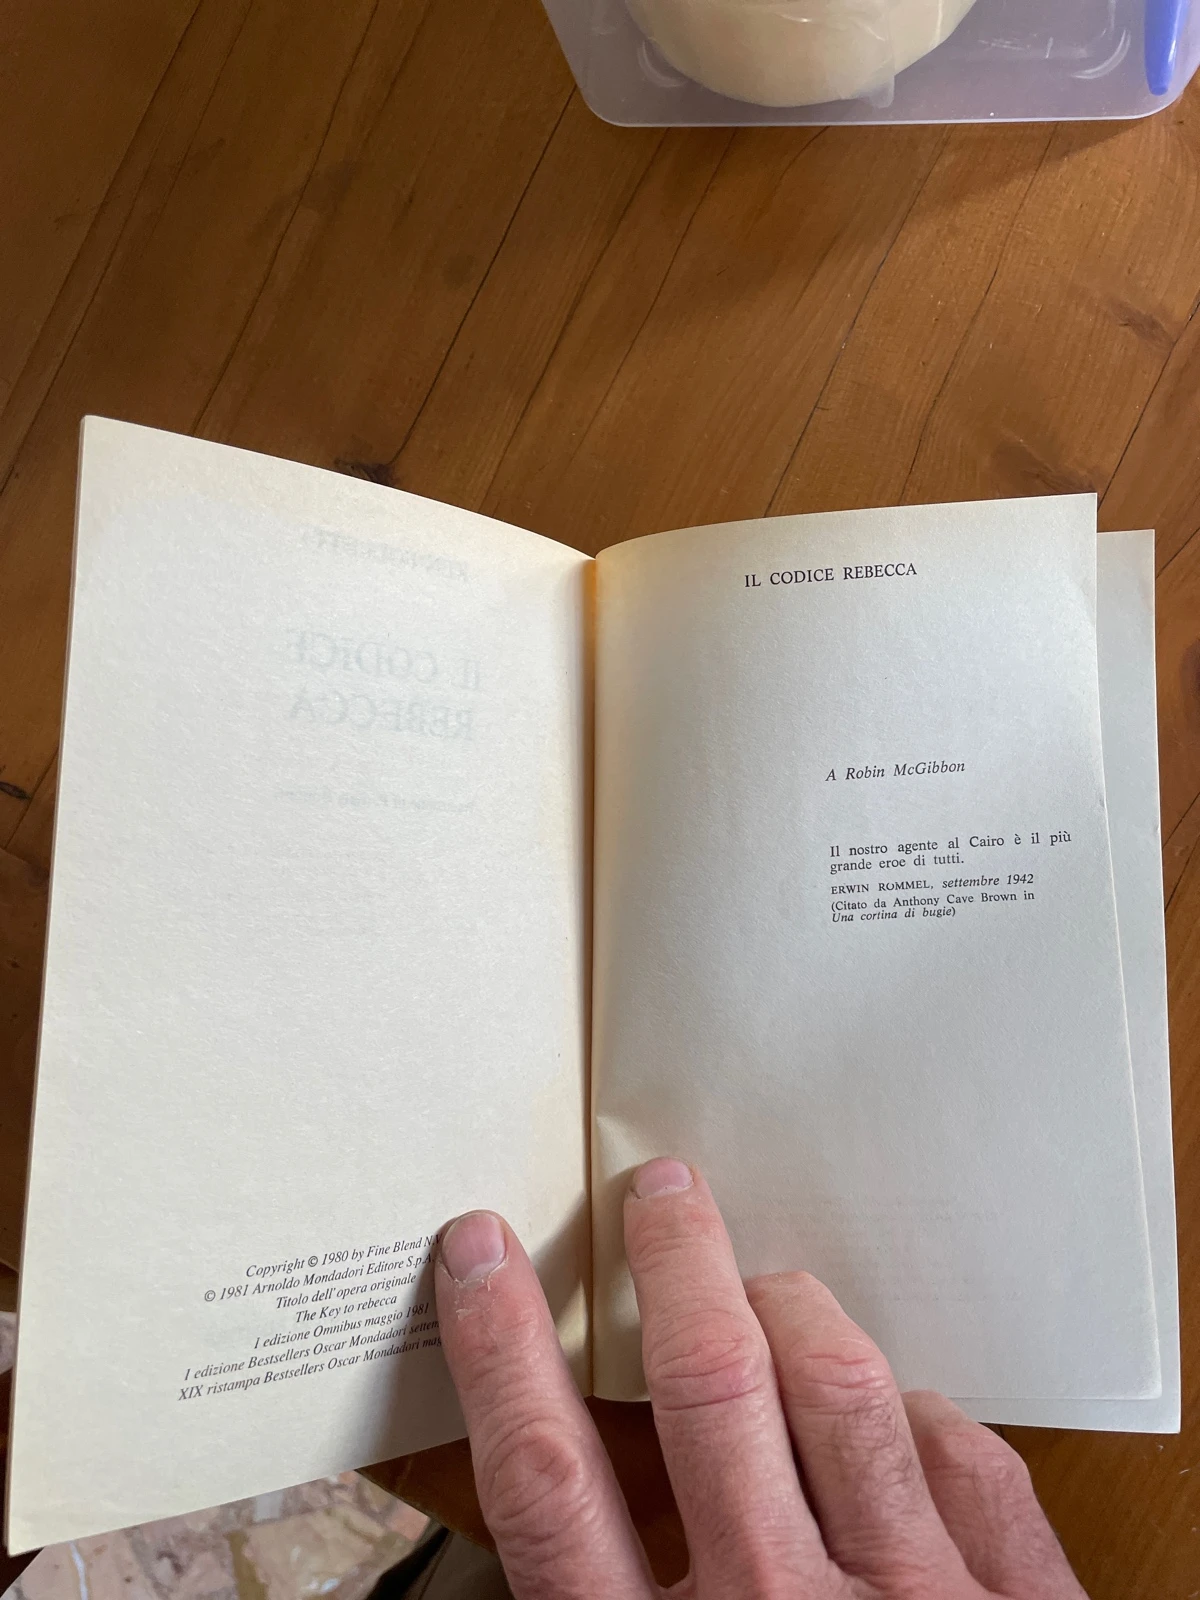 IL CODICE
REBECCA
Copyright © 1980 by Fine Blend N.V.
© 1981 Arnoldo Mondadori Editore S.p.A.
Titolo dell'opera originale
The Key to rebecca
I edizione Omnibus maggio 1981
I edizione Bestsellers Oscar Mondadori
XIX ristampa Bestsellers Oscar Mondadori
IL CODICE REBECCA
A Robin McGibbon
Il nostro agente al Cairo è il più
grande eroe di tutti.
ERWIN ROMMEL, settembre 1942
(Citato da Anthony Cave Brown in
Una cortina di bugie)